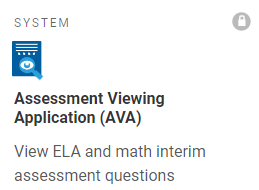 SYSTEM
Assessment Viewing
Application (AVA)
View ELA and math interim
assessment questions